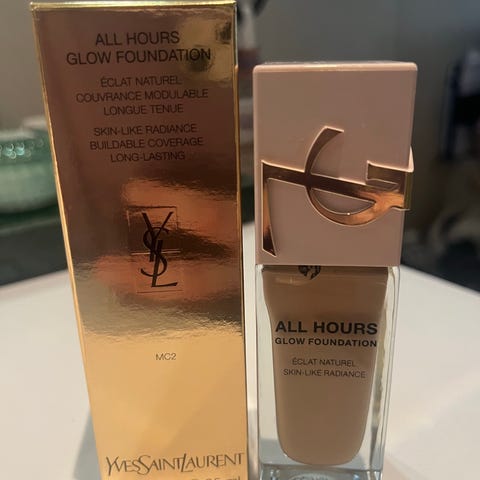 ALL HOURS
GLOW FOUNDATION
ÉCLAT NATUREL
COUVRANCE MODULABLE
LONGUE TENUE
SKIN-LIKE RADIANCE
BUILDABLE COVERAGE
LONG-LASTING
YSL
MC2
YVESSAINTLAURENT
ALL HOURS
GLOW FOUNDATION
ÉCLAT NATUREL
SKIN-LIKE RADIANCE